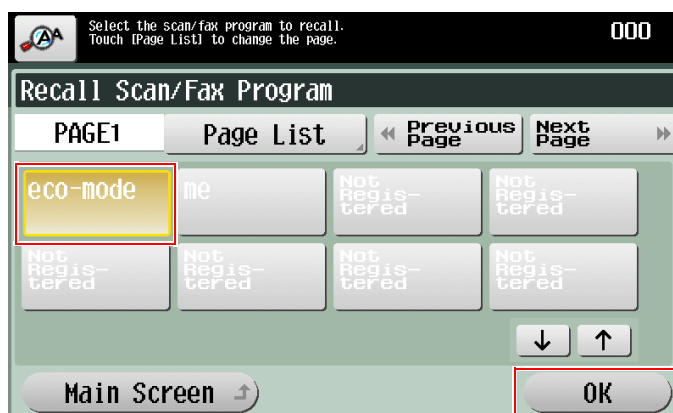 Select the scan/fax program to recall.
Touch [Page List] to change the page.
000
Recall Scan/Fax Program
PAGE1
Page List
Previous
Page
Next
Page
eco-mode
me
Not
Regis-
tered
Not
Regis-
tered
Not
Regis-
tered
Not
Regis-
tered
Not
Regis-
tered
Not
Regis-
tered
↓
↑
Main Screen
OK